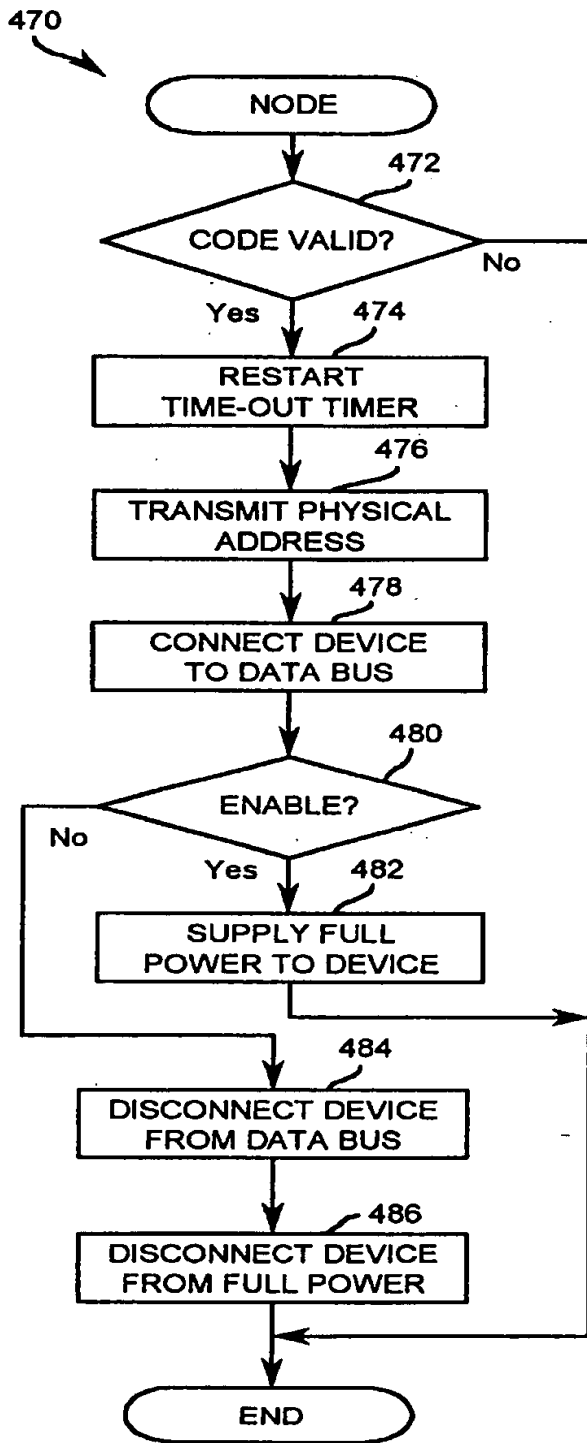 470
NODE
472
CODE VALID?
No
Yes
474
RESTART
TIME-OUT TIMER
476
TRANSMIT PHYSICAL
ADDRESS
478
CONNECT DEVICE
TO DATA BUS
480
ENABLE?
No
Yes
482
SUPPLY FULL
POWER TO DEVICE
484
DISCONNECT DEVICE
FROM DATA BUS
486
DISCONNECT DEVICE
FROM FULL POWER
END